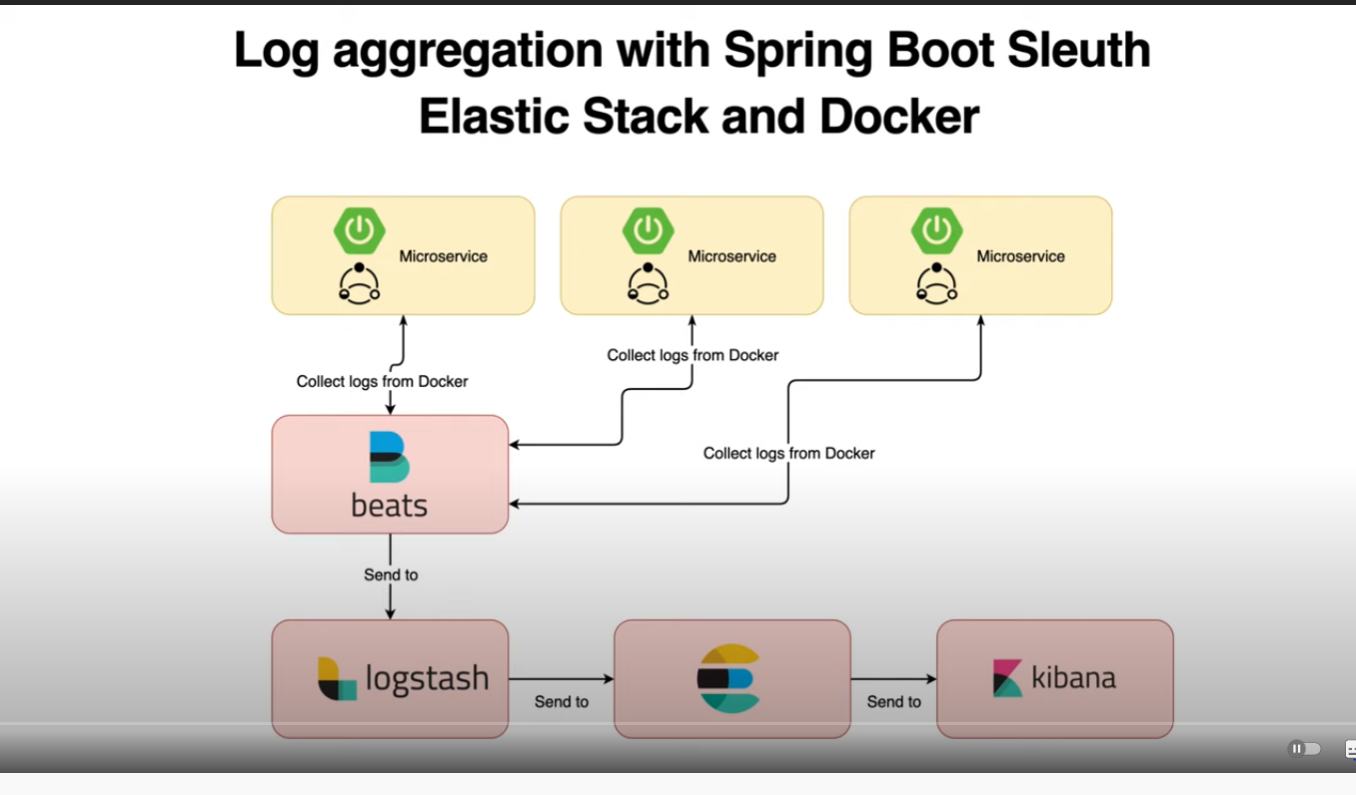 Log aggregation with Spring Boot Sleuth
Elastic Stack and Docker
Microservice
Microservice
Microservice
Collect logs from Docker
Collect logs from Docker
Collect logs from Docker
beats
Send to
logstash
Send to
Send to
kibana